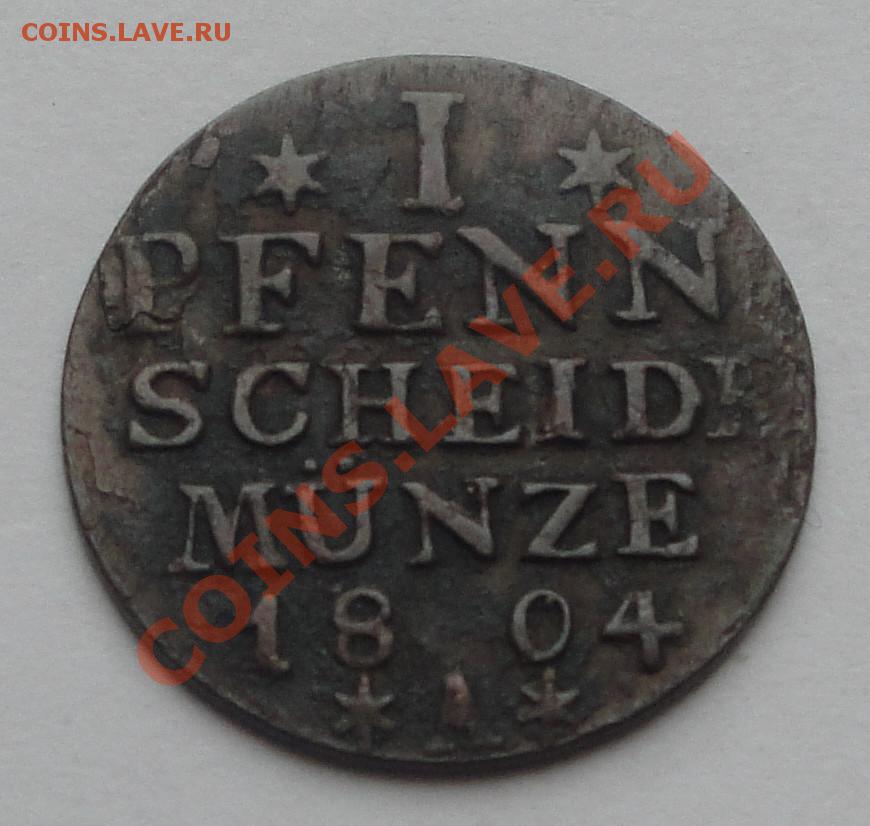 COINS.LAVE.RU
I
PFENN
SCHEIDE
MÜNZE
1804
A
COINS.LAVE.RU